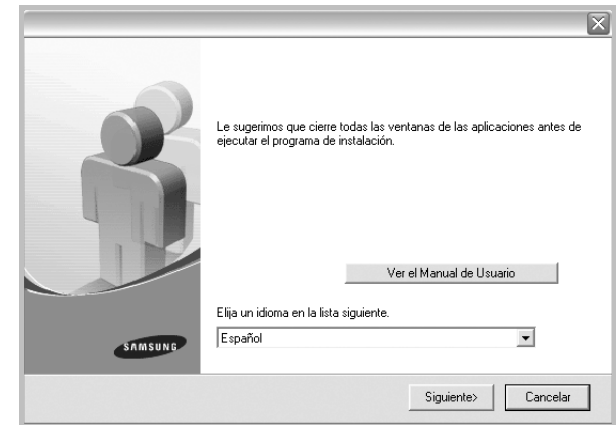 Le sugerimos que cierre todas las ventanas de las aplicaciones antes de
ejecutar el programa de instalación.
Ver el Manual de Usuario
Elija un idioma en la lista siguiente.
Español
SAMSUNG
Siguiente>
Cancelar